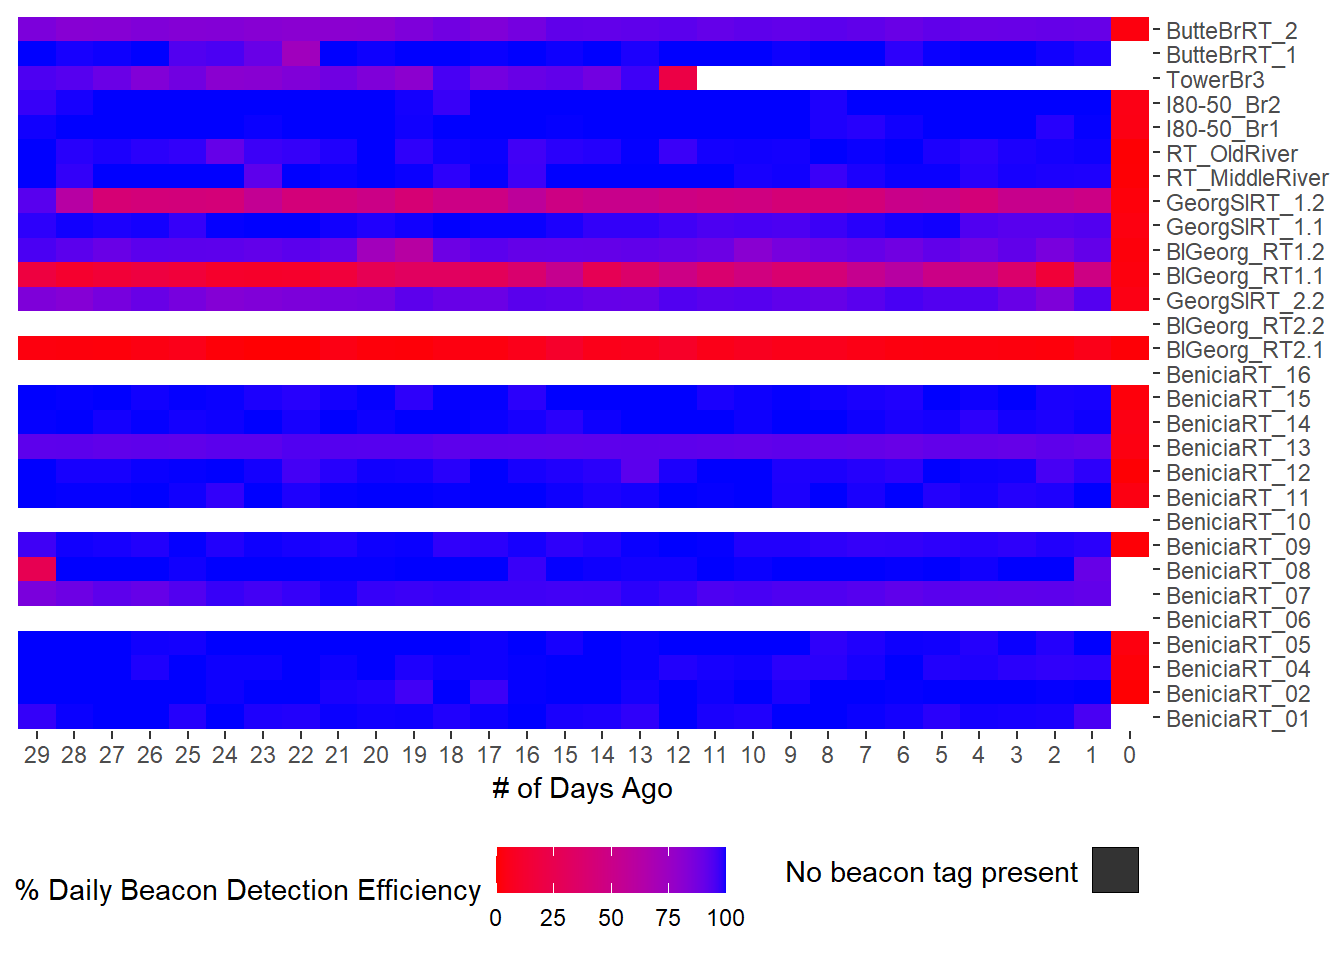 ButteBrRT_2
ButteBrRT_1
TowerBr3
I80-50_Br2
I80-50_Br1
RT_OldRiver
RT_MiddleRiver
GeorgSlRT_1.2
GeorgSlRT_1.1
BlGeorg_RT1.2
BlGeorg_RT1.1
GeorgSlRT_2.2
BlGeorg_RT2.2
BlGeorg_RT2.1
BeniciaRT_16
BeniciaRT_15
BeniciaRT_14
BeniciaRT_13
BeniciaRT_12
BeniciaRT_11
BeniciaRT_10
BeniciaRT_09
BeniciaRT_08
BeniciaRT_07
BeniciaRT_06
BeniciaRT_05
BeniciaRT_04
BeniciaRT_02
BeniciaRT_01
29 28 27 26 25 24 23 22 21 20 19 18 17 16 15 14 13 12 11 10 9 8 7 6 5 4 3 2 1 0
# of Days Ago
% Daily Beacon Detection Efficiency
0 25 50 75 100
No beacon tag present